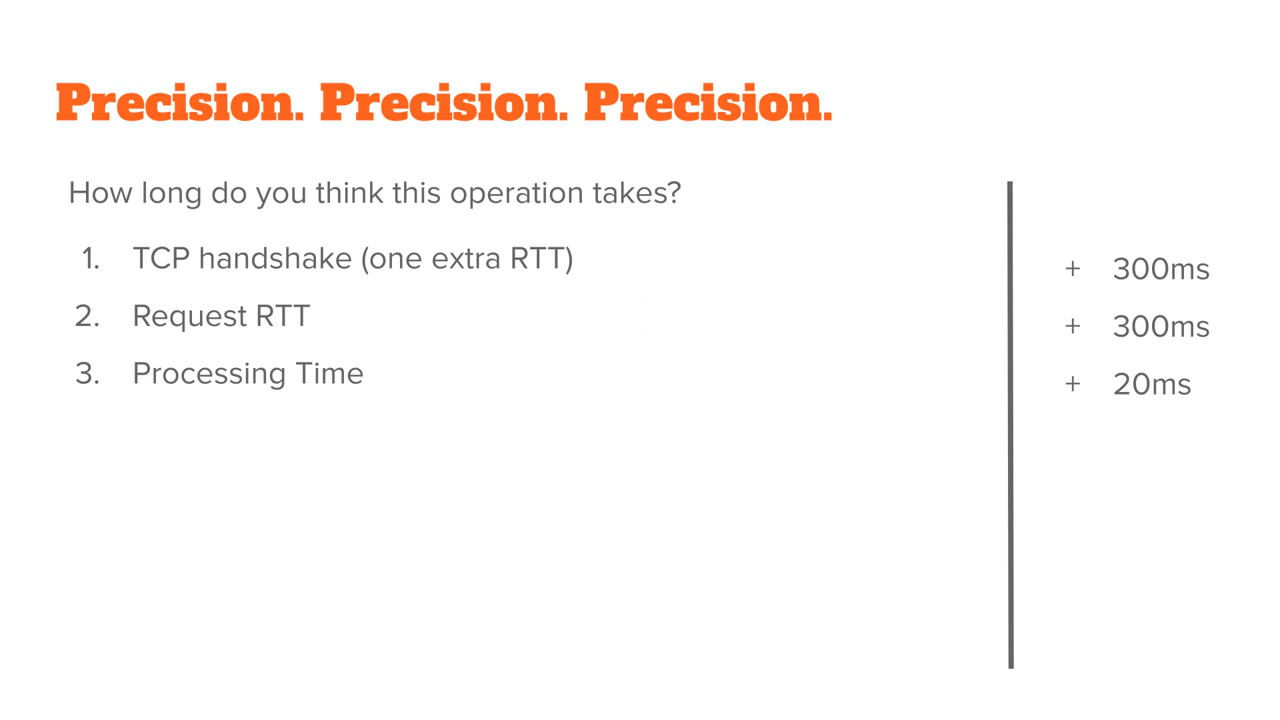 Precision. Precision. Precision.
How long do you think this operation takes?
1. TCP handshake (one extra RTT)
+ 300ms
2. Request RTT
+ 300ms
3. Processing Time
+ 20ms